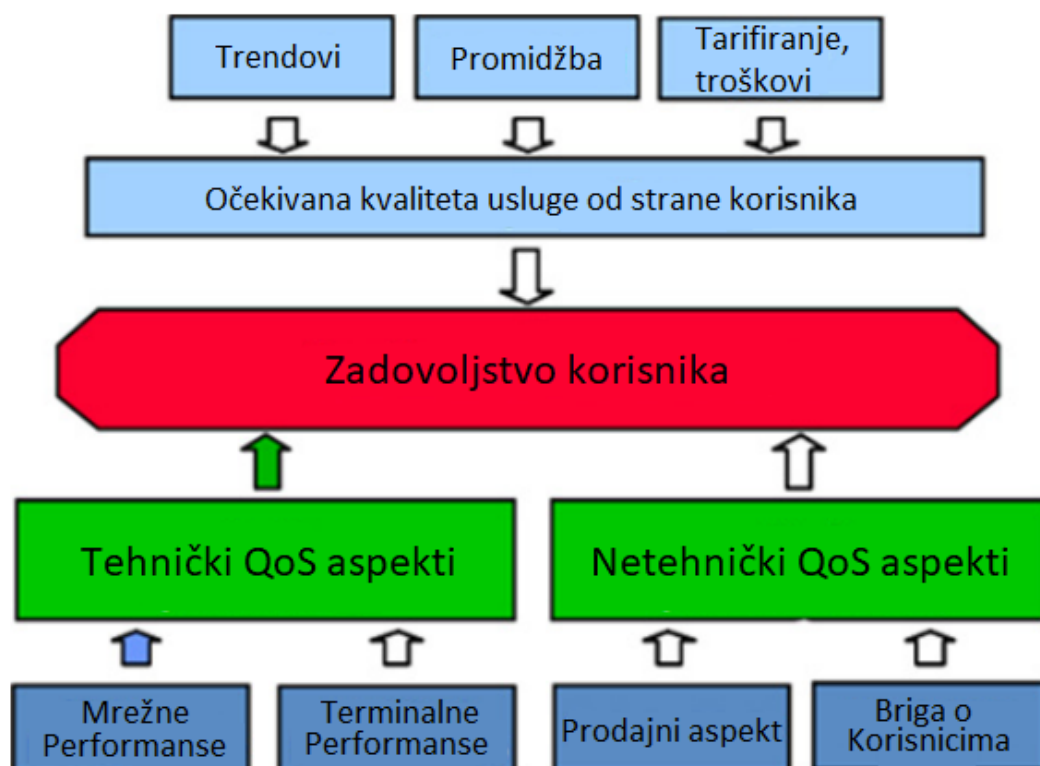 Trendovi
Promidžba
Tarifiranje,
troškovi
Očekivana kvaliteta usluge od strane korisnika
Zadovoljstvo korisnika
Tehnički QoS aspekti
Netehnički QoS aspekti
Mrežne
Performanse
Terminalne
Performanse
Prodajni aspekt
Briga o
Korisnicima